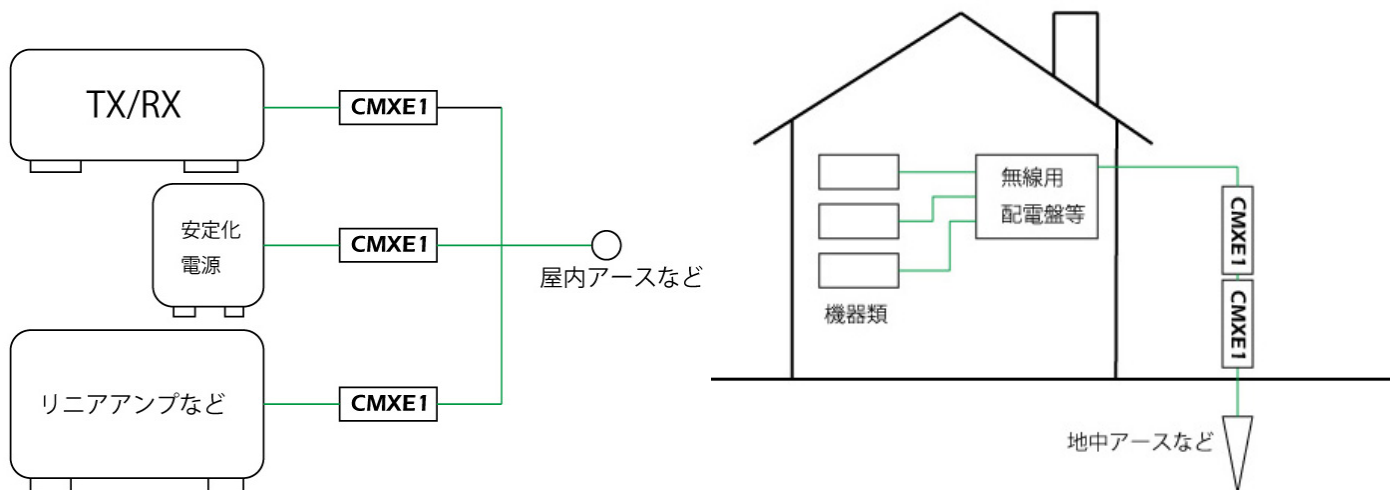 TX/RX
CMXE1
安定化
電源
CMXE1
屋内アースなど
リニアアンプなど
CMXE1
無線用
配電盤等
機器類
CMXE1
CMXE1
地中アースなど